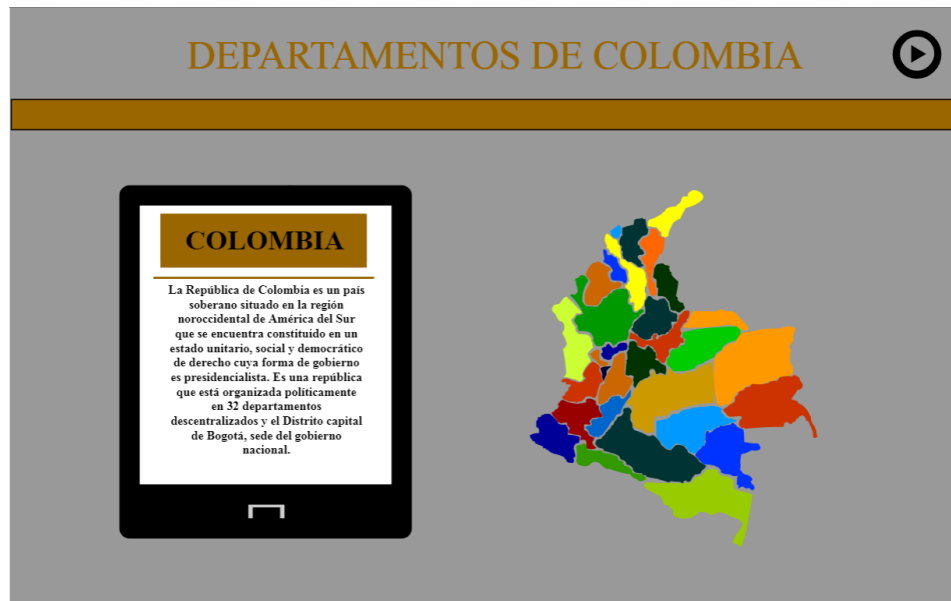 DEPARTAMENTOS DE COLOMBIA
COLOMBIA
La República de Colombia es un país
soberano situado en la región
noroccidental de América del Sur
que se encuentra constituido en un
estado unitario, social y democrático
de derecho cuya forma de gobierno
es presidencialista. Es una república
que está organizada políticamente
en 32 departamentos
descentralizados y el Distrito capital
de Bogotá, sede del gobierno
nacional.